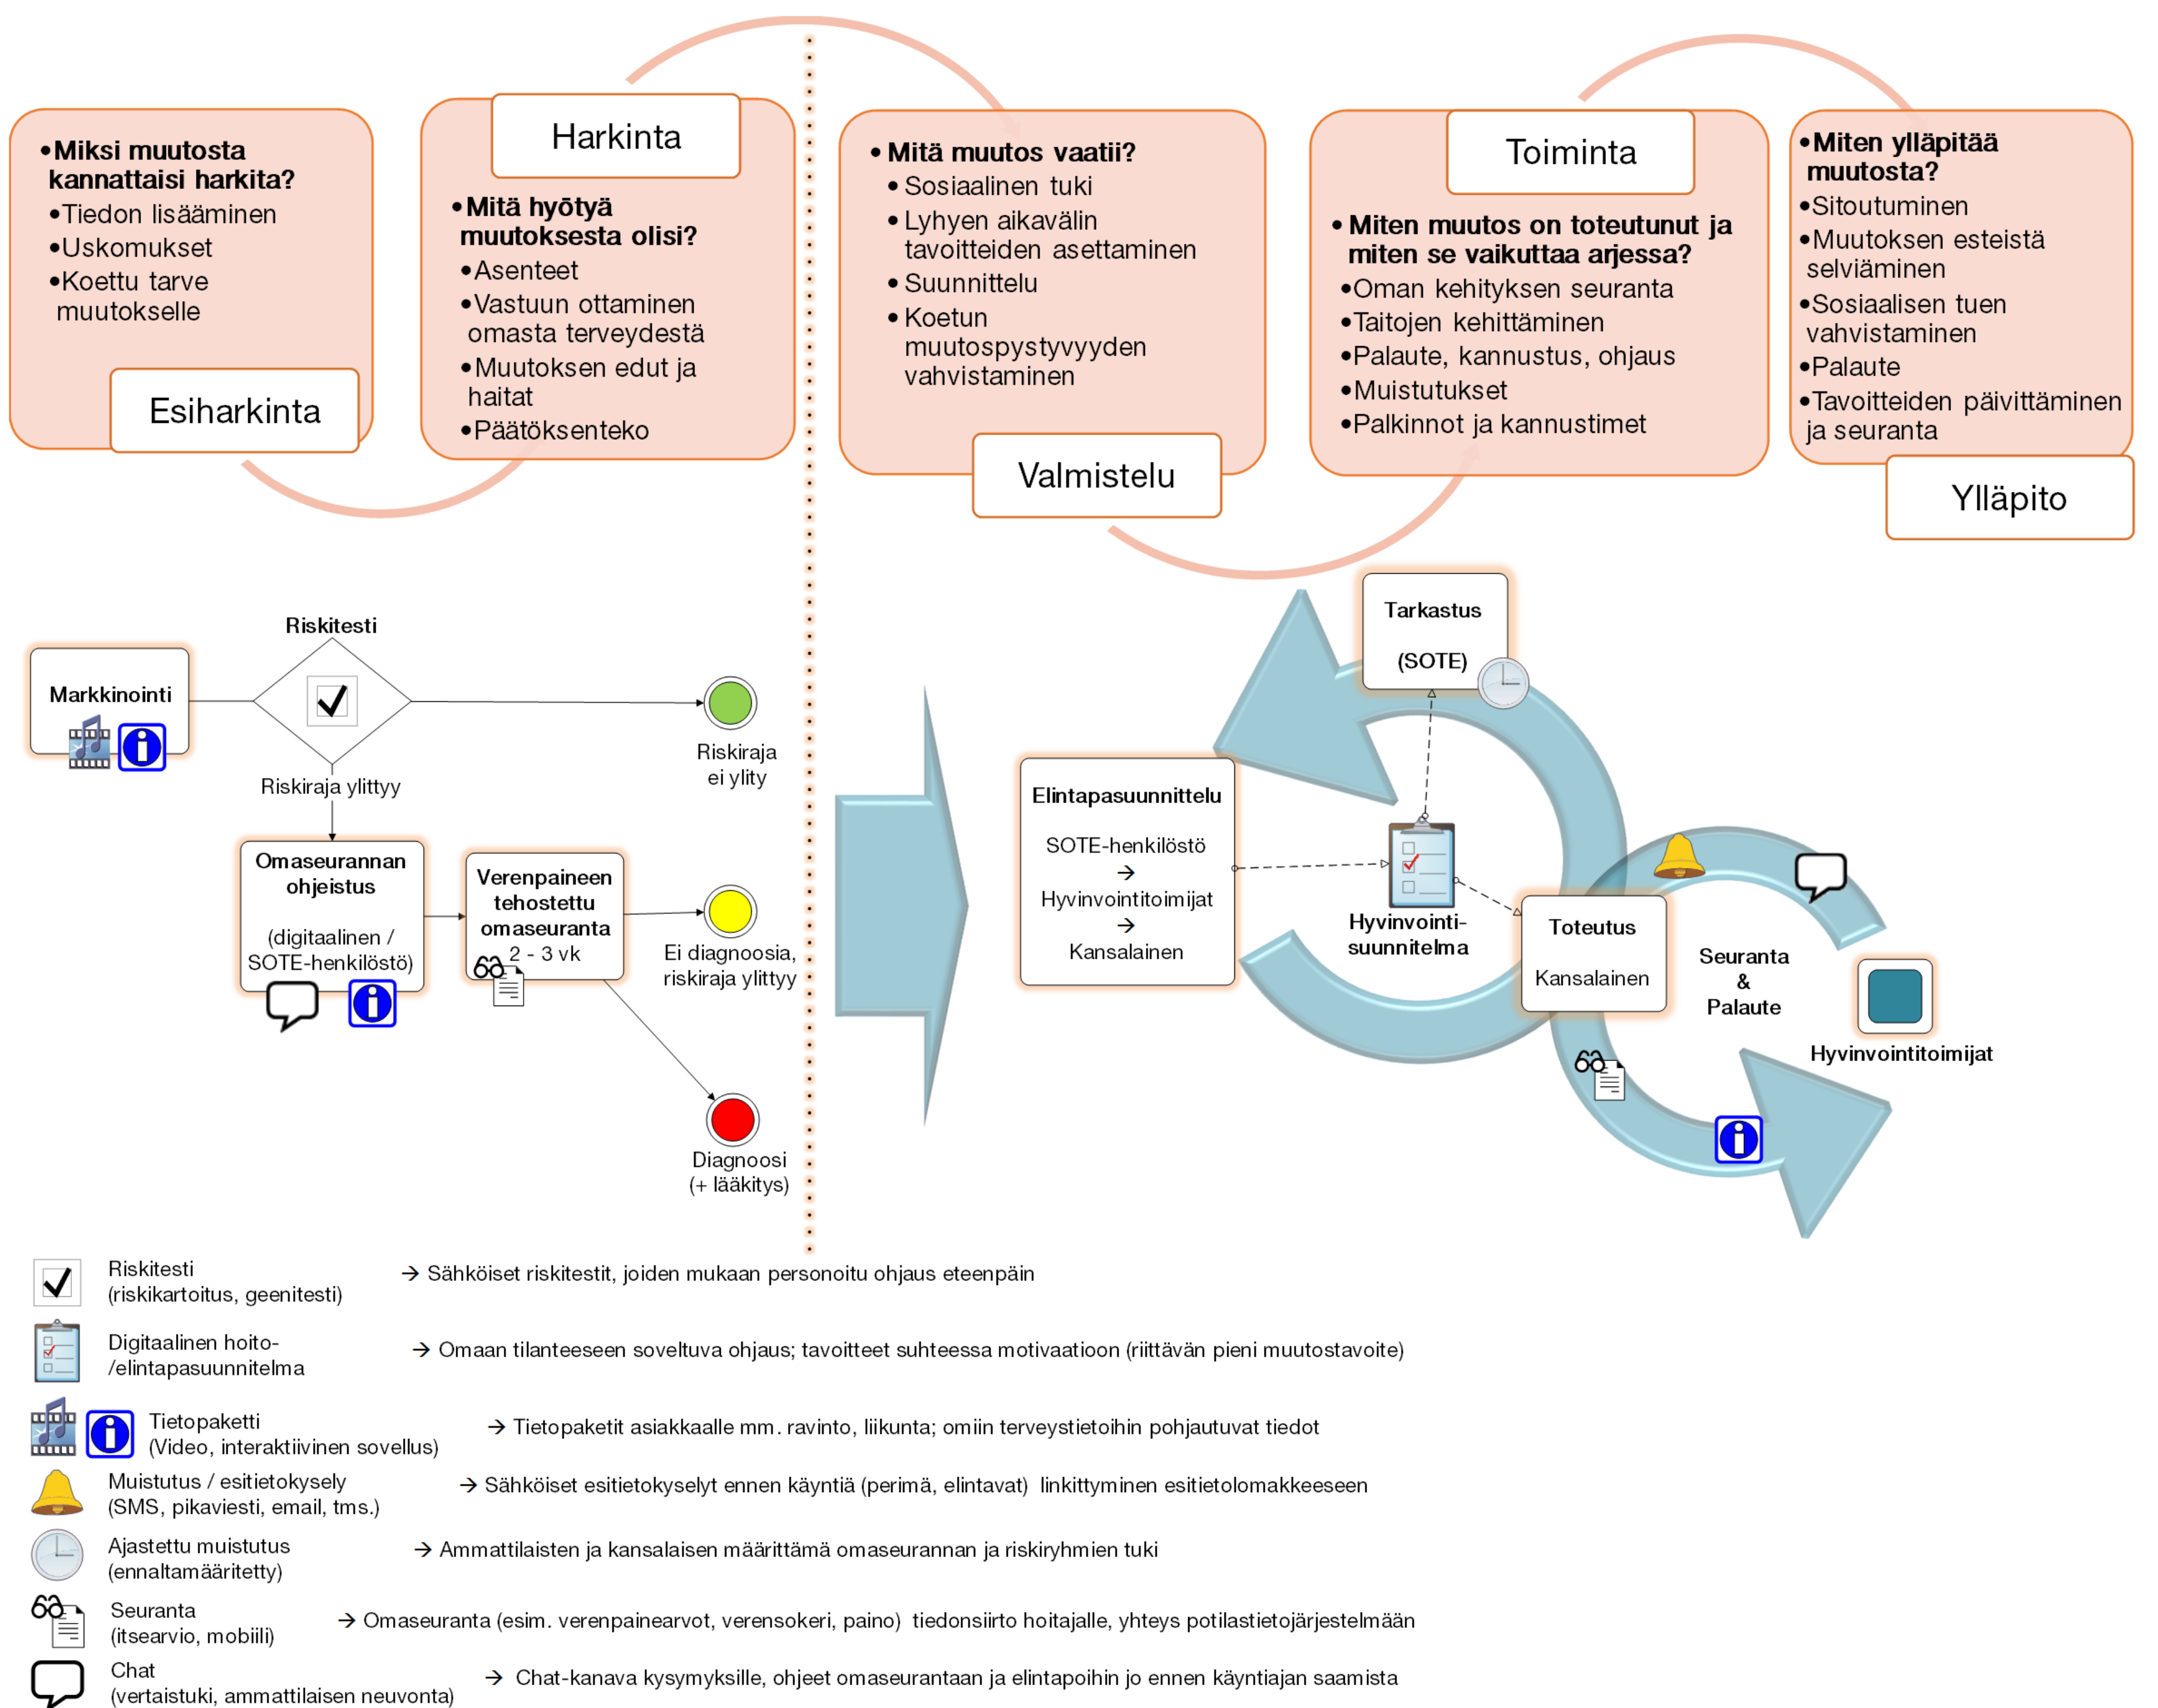 •Miksi muutosta
kannattaisi harkita?
•Tiedon lisääminen
•Uskomukset
•Koettu tarve
muutokselle
Esiharkinta
Harkinta
•Mitä hyötyä
muutoksesta olisi?
•Asenteet
•Vastuun ottaminen
omasta terveydestä
•Muutoksen edut ja
haitat
•Päätöksenteko
•Mitä muutos vaatii?
•Sosiaalinen tuki
•Lyhyen aikavälin
tavoitteiden asettaminen
•Suunnittelu
•Koetun
muutospystyvyyden
vahvistaminen
Valmistelu
Toiminta
•Miten muutos on toteutunut ja
miten se vaikuttaa arjessa?
•Oman kehityksen seuranta
•Taitojen kehittäminen
•Palaute, kannustus, ohjaus
•Muistutukset
•Palkinnot ja kannustimet
•Miten ylläpitää
muutosta?
•Sitoutuminen
•Muutoksen esteistä
selviäminen
•Sosiaalisen tuen
vahvistaminen
•Palaute
•Tavoitteiden päivittäminen
ja seuranta
Ylläpito
Markkinointi
Riskitesti
Riskiraja
ei ylity
Riskiraja ylittyy
Omaseurannan
ohjeistus
(digitaalinen /
SOTE-henkilöstö)
Verenpaineen
tehostettu
omaseuranta
2 - 3 vk
Ei diagnoosia,
riskiraja ylittyy
Diagnoosi
(+ lääkitys)
Tarkastus
(SOTE)
Elintapasuunnittelu
SOTE-henkilöstö
→
Hyvinvointitoimijat
→
Kansalainen
Hyvinvointi-
suunnitelma
Toteutus
Kansalainen
Seuranta
&
Palaute
Hyvinvointitoimijat
Riskitesti
(riskikartoitus, geenitesti)
→ Sähköiset riskitestit, joiden mukaan personoitu ohjaus eteenpäin
Digitaalinen hoito-
/elintapasuunnitelma
→ Omaan tilanteeseen soveltuva ohjaus; tavoitteet suhteessa motivaatioon (riittävän pieni muutostavoite)
Tietopaketti
(Video, interaktiivinen sovellus)
→ Tietopaketit asiakkaalle mm. ravinto, liikunta; omiin terveystietoihin pohjautuvat tiedot
Muistutus / esitietokysely
(SMS, pikaviesti, email, tms.)
→ Sähköiset esitietokyselyt ennen käyntiä (perimä, elintavat) linkittyminen esitietolomakkeeseen
Ajastettu muistutus
(ennaltamääritetty)
→ Ammattilaisten ja kansalaisen määrittämä omaseurannan ja riskiryhmien tuki
Seuranta
(itsearvio, mobiili)
→ Omaseuranta (esim. verenpainearvot, verensokeri, paino) tiedonsiirto hoitajalle, yhteys potilastietojärjestelmään
Chat
(vertaistuki, ammattilaisen neuvonta)
→ Chat-kanava kysymyksille, ohjeet omaseurantaan ja elintapoihin jo ennen käyntiajan saamista